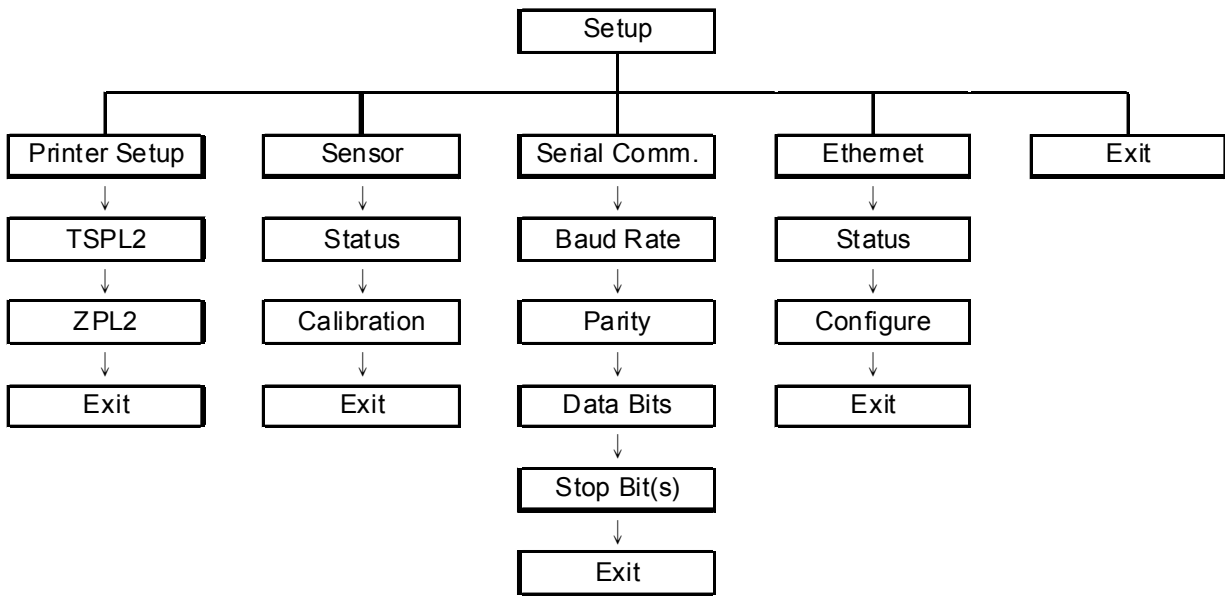 Setup
Printer Setup
Sensor
Serial Comm.
Ethernet
Exit
TSPL2
Status
Baud Rate
Status
ZPL2
Calibration
Parity
Configure
Exit
Exit
Data Bits
Exit
Stop Bit(s)
Exit